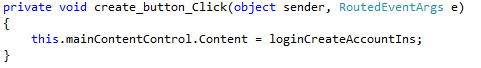 private void create_button_Click(object sender, RoutedEventArgs e)
{
    this.mainContentControl.Content = loginCreateAccountIns;
}